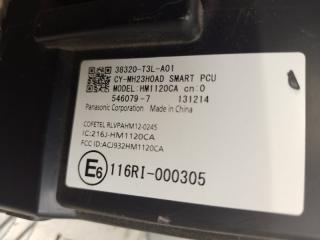 38320-T3L-A01
CY-MH23H0AD SMART PCU
MODEL:HM1120CA cn:0
546079-7 131214
Panasonic Corporation Made in China
COFETEL RLVPAHM12-0245
IC:216J-HM1120CA
FCC ID:ACJ932HM1120CA
E6 116RI-000305